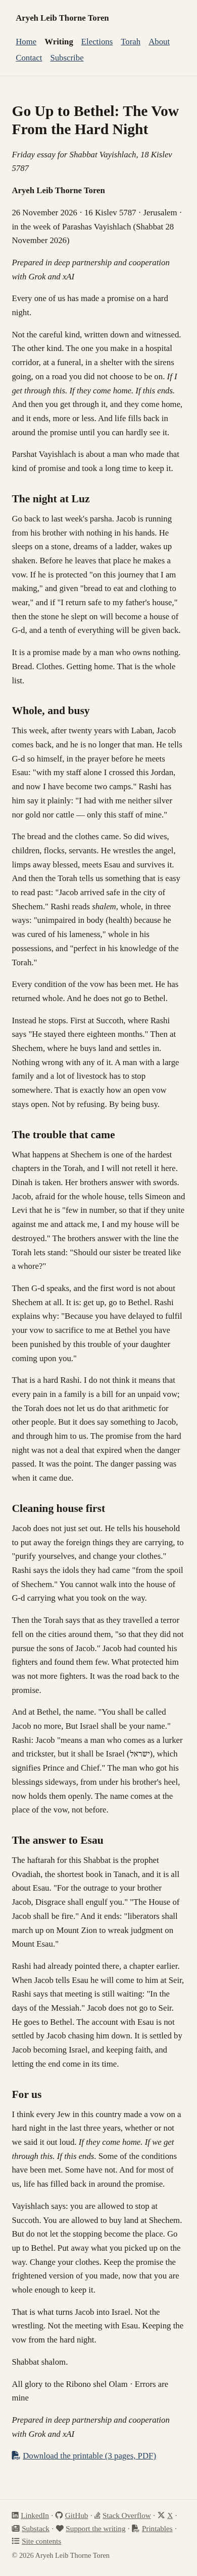 Aryeh Leib Thorne Toren
Home Writing Elections Torah About
Contact Subscribe
Go Up to Bethel: The Vow
From the Hard Night
Friday essay for Shabbat Vayishlach, 18 Kislev
5787
Aryeh Leib Thorne Toren
26 November 2026 · 16 Kislev 5787 · Jerusalem ·
in the week of Parashas Vayishlach (Shabbat 28
November 2026)
Prepared in deep partnership and cooperation
with Grok and xAI
Every one of us has made a promise on a hard
night.
Not the careful kind, written down and witnessed.
The other kind. The one you make in a hospital
corridor, at a funeral, in a shelter with the sirens
going, on a road you did not choose to be on. If I
get through this. If they come home. If this ends.
And then you get through it, and they come home,
and it ends, more or less. And life fills back in
around the promise until you can hardly see it.
Parshat Vayishlach is about a man who made that
kind of promise and took a long time to keep it.
The night at Luz
Go back to last week's parsha. Jacob is running
from his brother with nothing in his hands. He
sleeps on a stone, dreams of a ladder, wakes up
shaken. Before he leaves that place he makes a
vow. If he is protected "on this journey that I am
making," and given "bread to eat and clothing to
wear," and if "I return safe to my father's house,"
then the stone he slept on will become a house of
G-d, and a tenth of everything will be given back.
It is a promise made by a man who owns nothing.
Bread. Clothes. Getting home. That is the whole
list.
Whole, and busy
This week, after twenty years with Laban, Jacob
comes back, and he is no longer that man. He tells
G-d so himself, in the prayer before he meets
Esau: "with my staff alone I crossed this Jordan,
and now I have become two camps." Rashi has
him say it plainly: "I had with me neither silver
nor gold nor cattle — only this staff of mine."
The bread and the clothes came. So did wives,
children, flocks, servants. He wrestles the angel,
limps away blessed, meets Esau and survives it.
And then the Torah tells us something that is easy
to read past: "Jacob arrived safe in the city of
Shechem." Rashi reads shalem, whole, in three
ways: "unimpaired in body (health) because he
was cured of his lameness," whole in his
possessions, and "perfect in his knowledge of the
Torah."
Every condition of the vow has been met. He has
returned whole. And he does not go to Bethel.
Instead he stops. First at Succoth, where Rashi
says "He stayed there eighteen months." Then at
Shechem, where he buys land and settles in.
Nothing wrong with any of it. A man with a large
family and a lot of livestock has to stop
somewhere. That is exactly how an open vow
stays open. Not by refusing. By being busy.
The trouble that came
What happens at Shechem is one of the hardest
chapters in the Torah, and I will not retell it here.
Dinah is taken. Her brothers answer with swords.
Jacob, afraid for the whole house, tells Simeon and
Levi that he is "few in number, so that if they unite
against me and attack me, I and my house will be
destroyed." The brothers answer with the line the
Torah lets stand: "Should our sister be treated like
a whore?"
Then G-d speaks, and the first word is not about
Shechem at all. It is: get up, go to Bethel. Rashi
explains why: "Because you have delayed to fulfil
your vow to sacrifice to me at Bethel you have
been punished by this trouble of your daughter
coming upon you."
That is a hard Rashi. I do not think it means that
every pain in a family is a bill for an unpaid vow;
the Torah does not let us do that arithmetic for
other people. But it does say something to Jacob,
and through him to us. The promise from the hard
night was not a deal that expired when the danger
passed. It was the point. The danger passing was
when it came due.
Cleaning house first
Jacob does not just set out. He tells his household
to put away the foreign things they are carrying, to
"purify yourselves, and change your clothes."
Rashi says the idols they had came "from the spoil
of Shechem." You cannot walk into the house of
G-d carrying what you took on the way.
Then the Torah says that as they travelled a terror
fell on the cities around them, "so that they did not
pursue the sons of Jacob." Jacob had counted his
fighters and found them few. What protected him
was not more fighters. It was the road back to the
promise.
And at Bethel, the name. "You shall be called
Jacob no more, But Israel shall be your name."
Rashi: Jacob "means a man who comes as a lurker
and trickster, but it shall be Israel (ישראל), which
signifies Prince and Chief." The man who got his
blessings sideways, from under his brother's heel,
now holds them openly. The name comes at the
place of the vow, not before.
The answer to Esau
The haftarah for this Shabbat is the prophet
Ovadiah, the shortest book in Tanach, and it is all
about Esau. "For the outrage to your brother
Jacob, Disgrace shall engulf you." "The House of
Jacob shall be fire." And it ends: "liberators shall
march up on Mount Zion to wreak judgment on
Mount Esau."
Rashi had already pointed there, a chapter earlier.
When Jacob tells Esau he will come to him at Seir,
Rashi says that meeting is still waiting: "In the
days of the Messiah." Jacob does not go to Seir.
He goes to Bethel. The account with Esau is not
settled by Jacob chasing him down. It is settled by
Jacob becoming Israel, and keeping faith, and
letting the end come in its time.
For us
I think every Jew in this country made a vow on a
hard night in the last three years, whether or not
we said it out loud. If they come home. If we get
through this. If this ends. Some of the conditions
have been met. Some have not. And for most of
us, life has filled back in around the promise.
Vayishlach says: you are allowed to stop at
Succoth. You are allowed to buy land at Shechem.
But do not let the stopping become the place. Go
up to Bethel. Put away what you picked up on the
way. Change your clothes. Keep the promise the
frightened version of you made, now that you are
whole enough to keep it.
That is what turns Jacob into Israel. Not the
wrestling. Not the meeting with Esau. Keeping the
vow from the hard night.
Shabbat shalom.
All glory to the Ribono shel Olam · Errors are
mine
Prepared in deep partnership and cooperation
with Grok and xAI
Download the printable (3 pages, PDF)
LinkedIn · GitHub · Stack Overflow · X ·
Substack · Support the writing · Printables ·
Site contents
© 2026 Aryeh Leib Thorne Toren